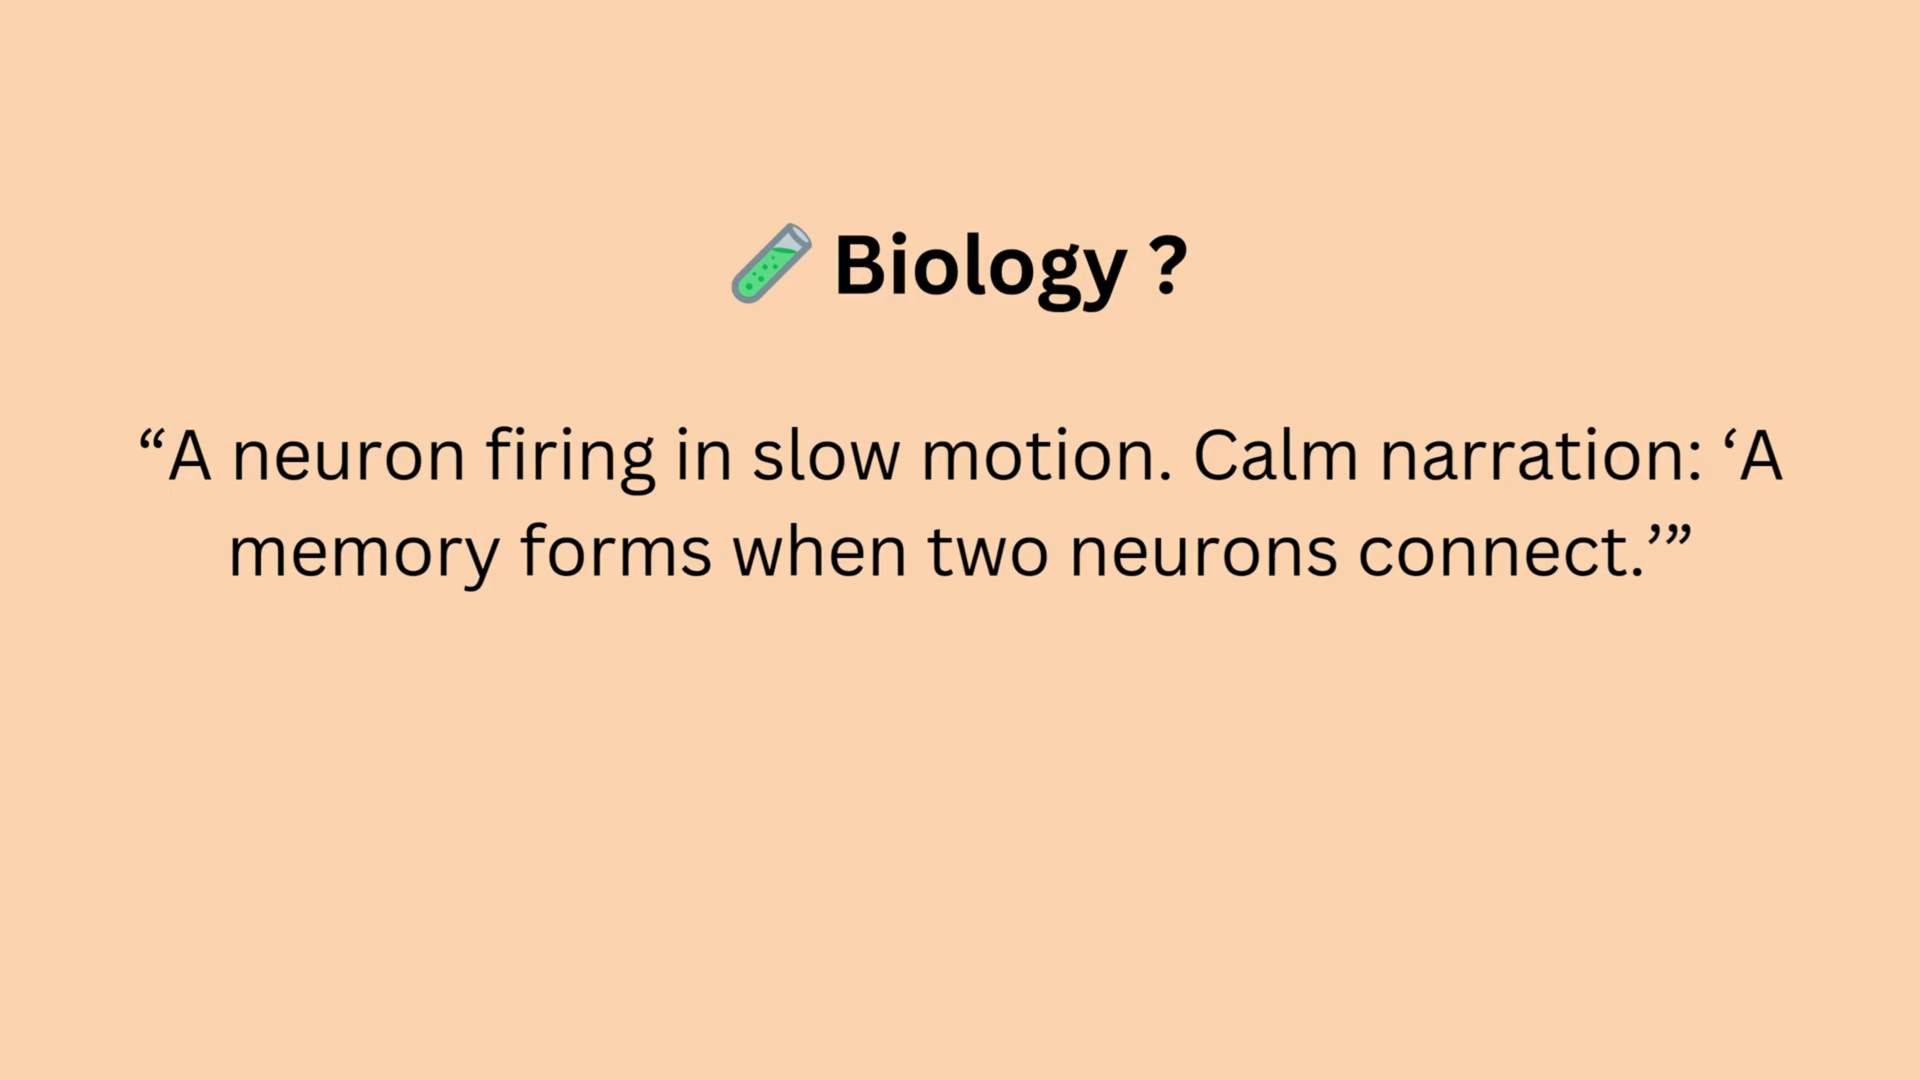 🧪 Biology ?
“A neuron firing in slow motion. Calm narration: ‘A
memory forms when two neurons connect.’”